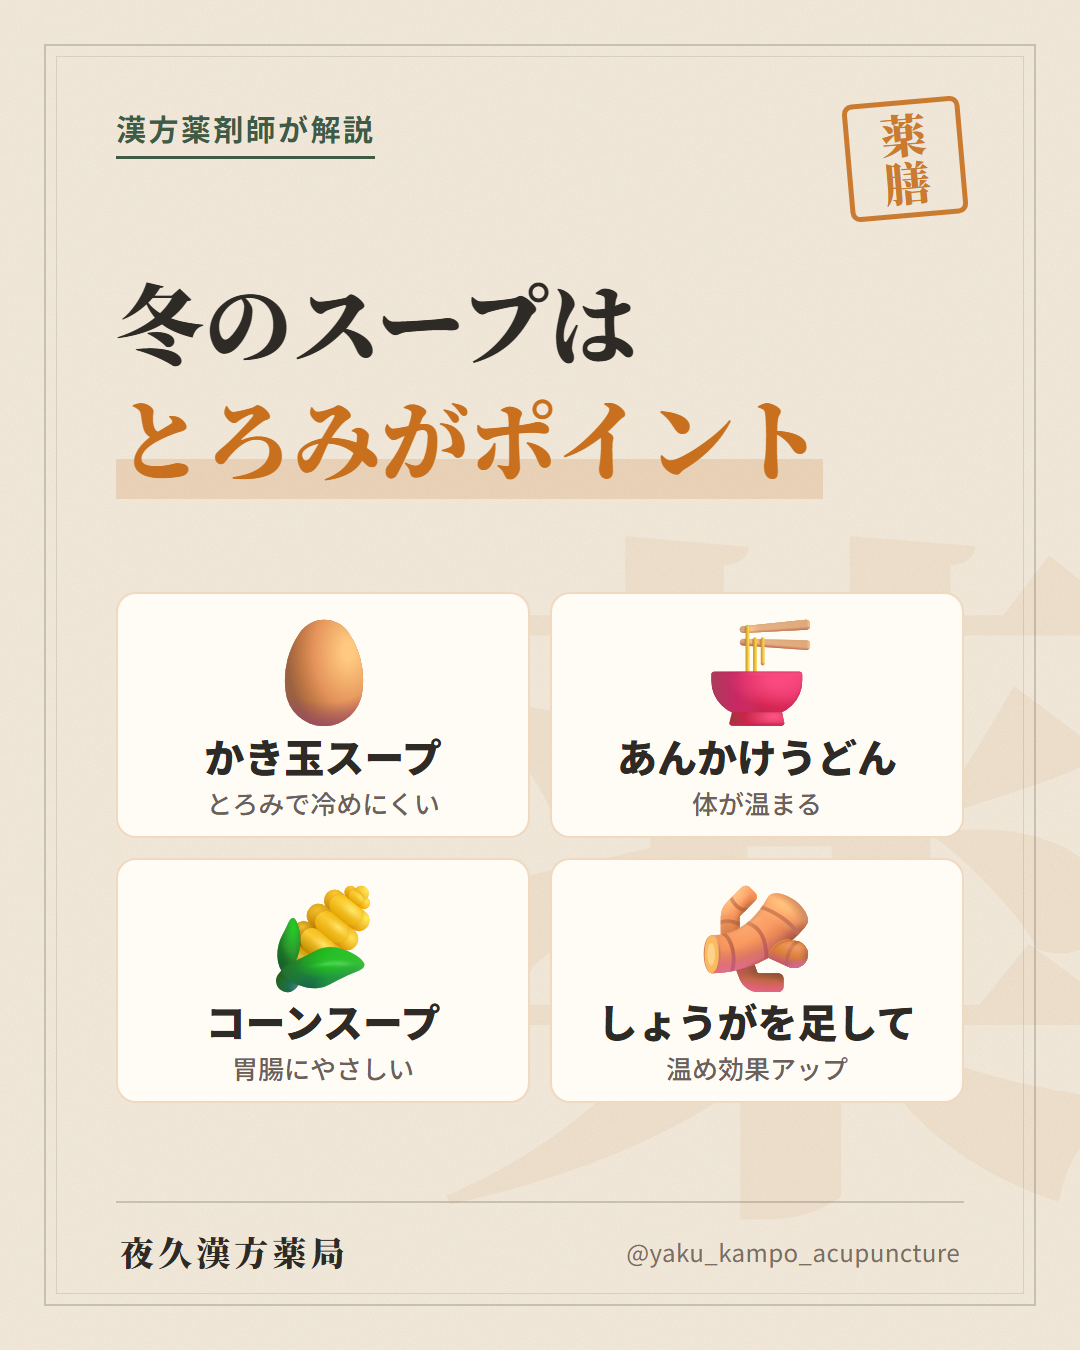 漢方薬剤師が解説
薬膳
冬のスープは
とろみがポイント
かき玉スープ
とろみで冷めにくい
あんかけうどん
体が温まる
コーンスープ
胃腸にやさしい
しょうがを足して
温め効果アップ
夜久漢方薬局
@yaku_kampo_acupuncture
薬